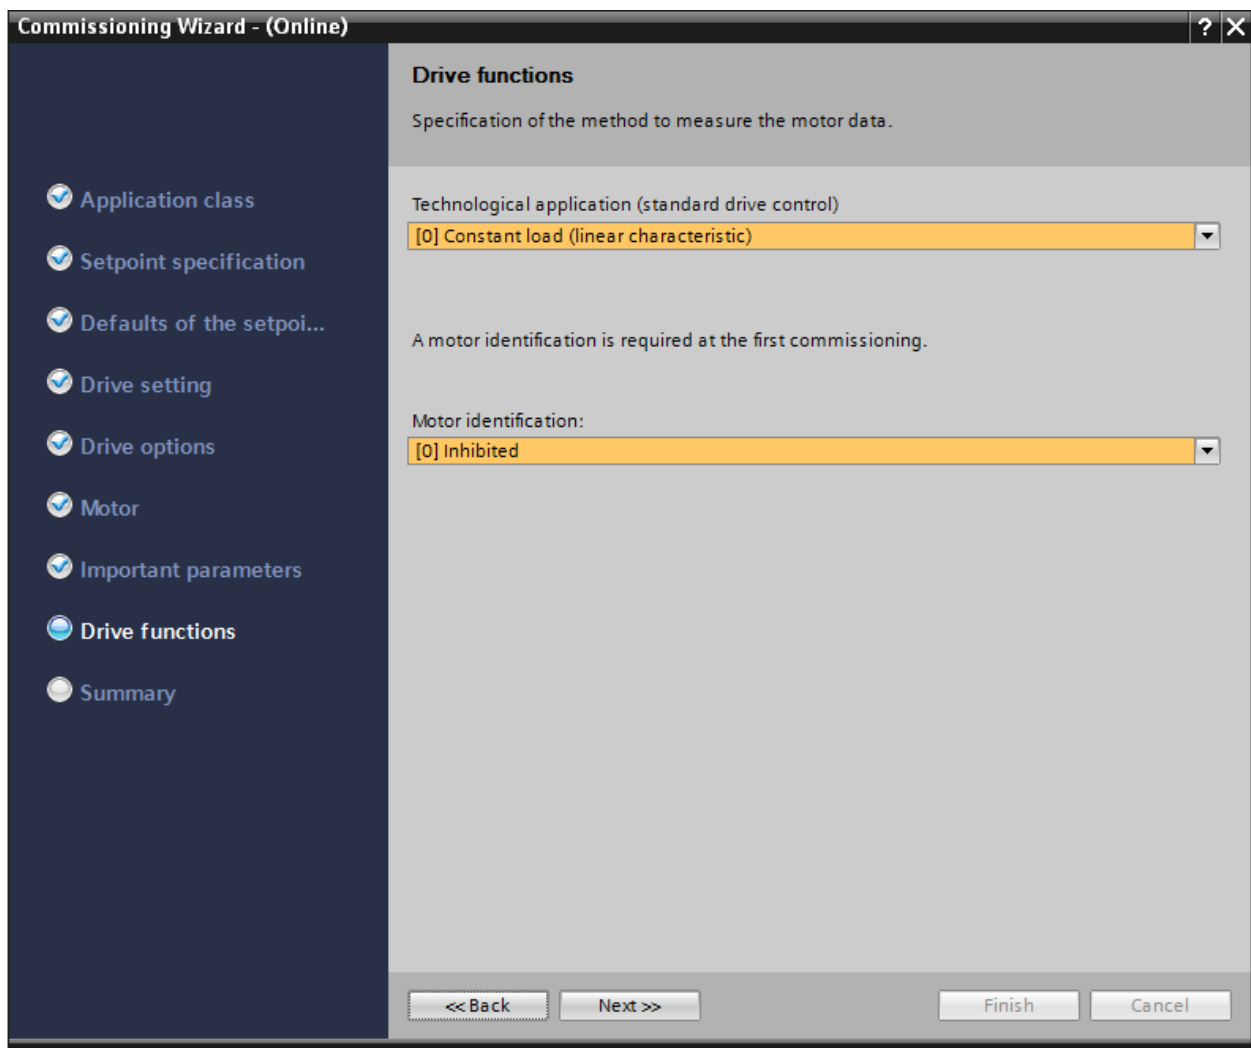 Commissioning Wizard - (Online)
? X
Drive functions
Specification of the method to measure the motor data.
Application class
Setpoint specification
Defaults of the setpoi...
Drive setting
Drive options
Motor
Important parameters
Drive functions
Summary
Technological application (standard drive control)
[0] Constant load (linear characteristic)
A motor identification is required at the first commissioning.
Motor identification:
[0] Inhibited
<< Back
Next >>
Finish
Cancel